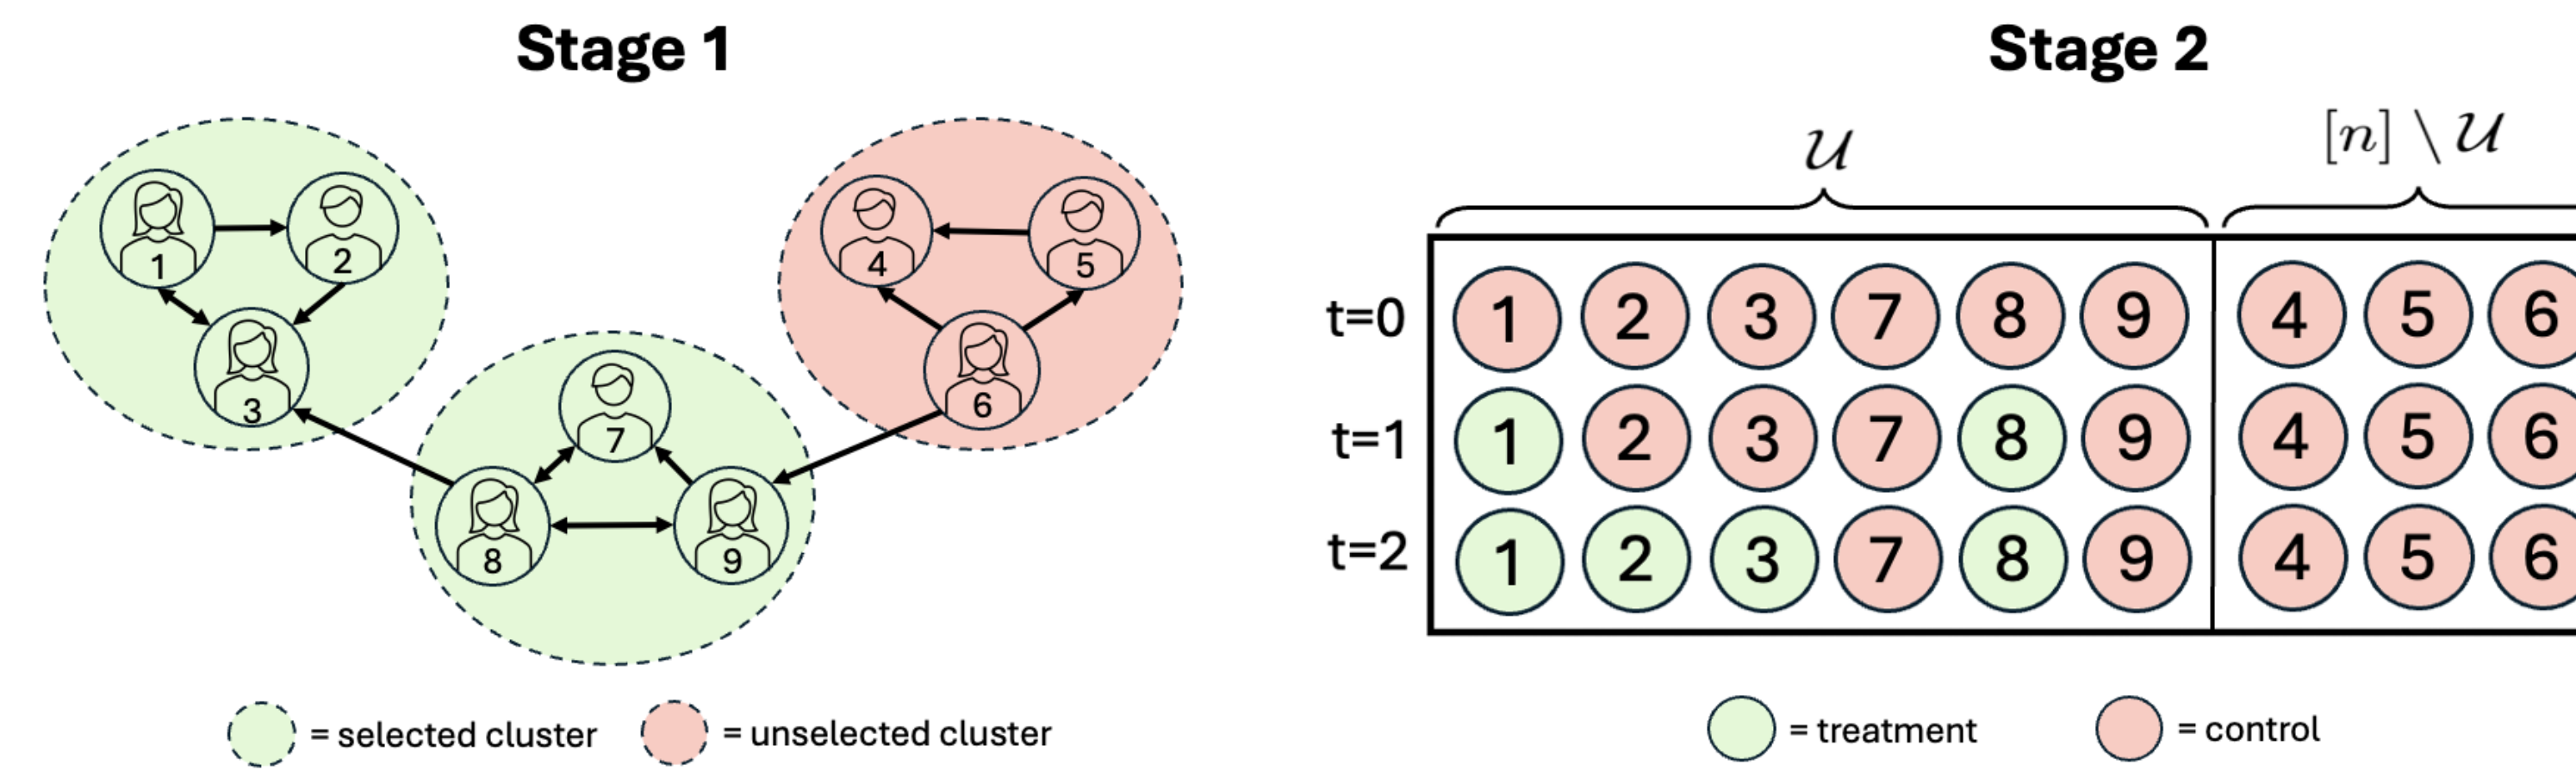 Stage 1
1 2
3
4 5
6
7
8 9
= selected cluster = unselected cluster
Stage 2
𝒰 [n] \ 𝒰
t=0 1 2 3 7 8 9 4 5 6
t=1 1 2 3 7 8 9 4 5 6
t=2 1 2 3 7 8 9 4 5 6
= treatment = control